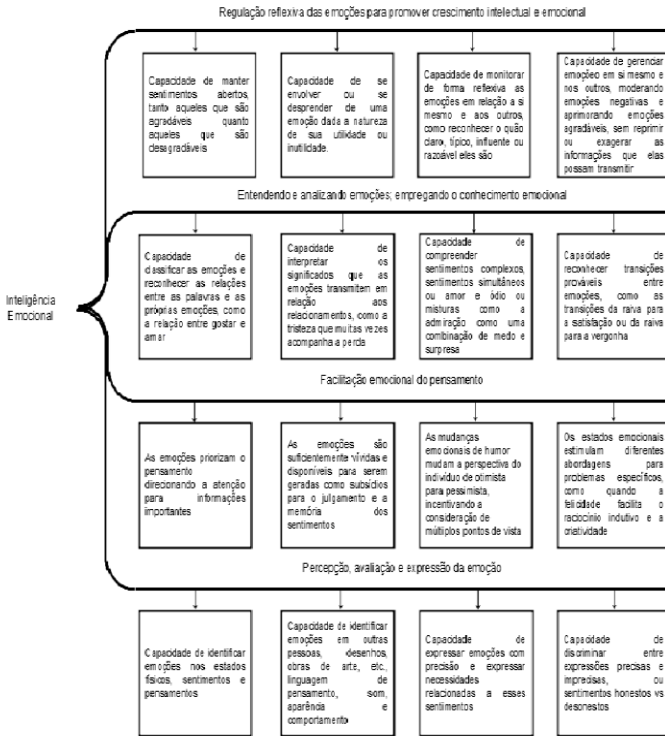 Regulação reflexiva das emoções para promover crescimento intelectual e emocional
Capacidade de manter
sentimentos abertos,
tanto aqueles que são
agradáveis quanto
aqueles que são
desagradáveis
Capacidade de se
envolver ou se
desprender de uma
emoção dada a natureza
de sua utilidade ou
inutilidade.
Capacidade de monitorar
de forma reflexiva as
emoções em relação a si
mesmo e aos outros,
como reconhecer o quão
claro, típico, influente ou
razoável eles são
Capacidade de gerenciar
emoção em si mesmo e
nos outros, moderando
emoções negativas e
aprimorando emoções
agradáveis, sem reprimir
ou exagerar as
informações que elas
possam transmitir
Entendendo e analizando emoções; empregando o conhecimento emocional
Inteligência
Emocional
Capacidade de
classificar as emoções e
reconhecer as relações
entre as palavras e as
próprias emoções, como
a relação entre gostar e
amar
Capacidade de
interpretar os
significados que as
emoções transmitem em
relação aos
relacionamentos, como a
tristeza que muitas vezes
acompanha a perda
Capacidade de
compreender
sentimentos complexos,
sentimentos simultâneos
ou amor e ódio ou
misturas como a
admiração como uma
combinação de medo e
surpresa
Capacidade de
reconhecer transições
prováveis entre
emoções, como as
transições da raiva para
a satisfação ou da raiva
para a vergonha
Facilitação emocional do pensamento
As emoções priorizam o
pensamento
direcionando a atenção
para informações
importantes
As emoções são
suficientemente vívidas e
disponíveis para serem
geradas como subsídios
para o julgamento e a
memória dos
sentimentos
As mudanças
emocionais de humor
mudam a perspectiva do
indivíduo de otimista
para pessimista,
incentivando a
consideração de
múltiplos pontos de vista
Os estados emocionais
estimulam diferentes
abordagens para
problemas específicos,
como quando a
felicidade facilita o
raciocínio indutivo e a
criatividade
Percepção, avaliação e expressão da emoção
Capacidade de identificar
emoções nos estados
físicos, sentimentos e
pensamentos
Capacidade de identificar
emoções em outras
pessoas, desenhos,
obras de arte, etc.,
linguagem de
pensamento, som,
aparência e
comportamento
Capacidade de
expressar emoções com
precisão e expressar
necessidades
relacionadas a esses
sentimentos
Capacidade de
discriminar entre
expressões precisas e
imprecisas, ou
sentimentos honestos vs
desonestos